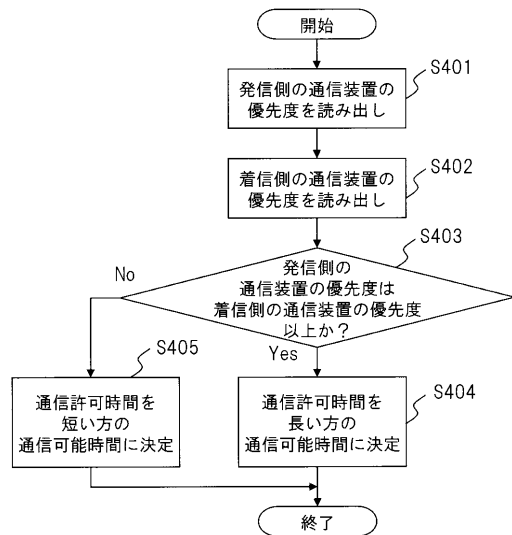 開始
発信側の通信装置の
優先度を読み出し
S401
着信側の通信装置の
優先度を読み出し
S402
S403
発信側の
通信装置の優先度は
着信側の通信装置の優先度
以上か？
No
Yes
S405
通信許可時間を
短い方の
通信可能時間に決定
通信許可時間を
長い方の
通信可能時間に決定
S404
終了